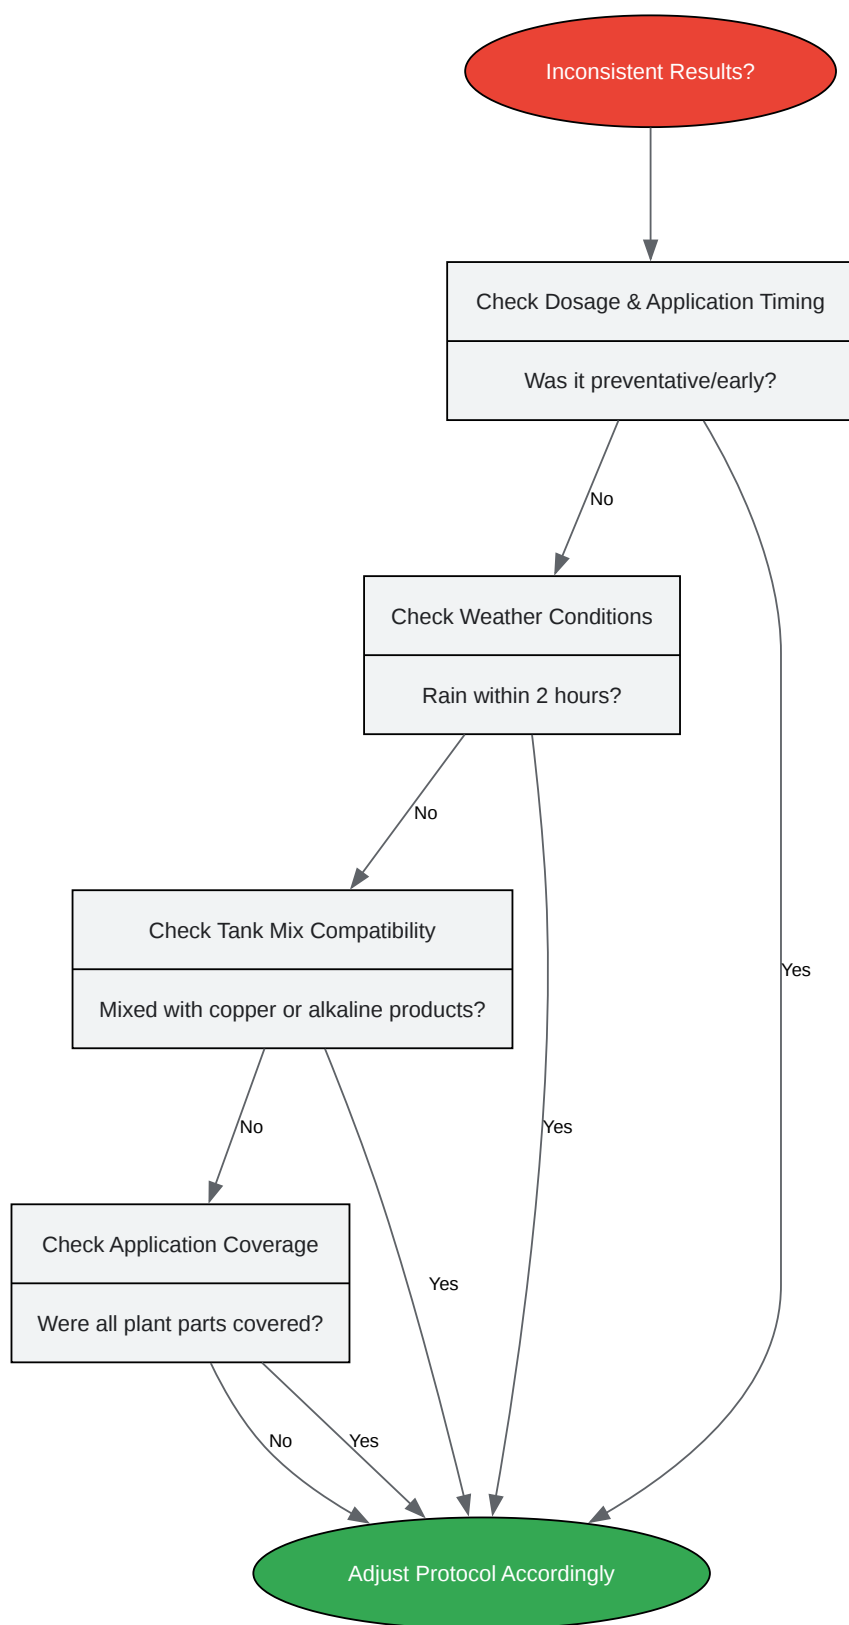 Inconsistent Results?
Check Dosage & Application Timing
Was it preventative/early?
No
Check Weather Conditions
Rain within 2 hours?
No
Check Tank Mix Compatibility
Yes
Mixed with copper or alkaline products?
No
Yes
Check Application Coverage
Yes
Were all plant parts covered?
No
Yes
Adjust Protocol Accordingly